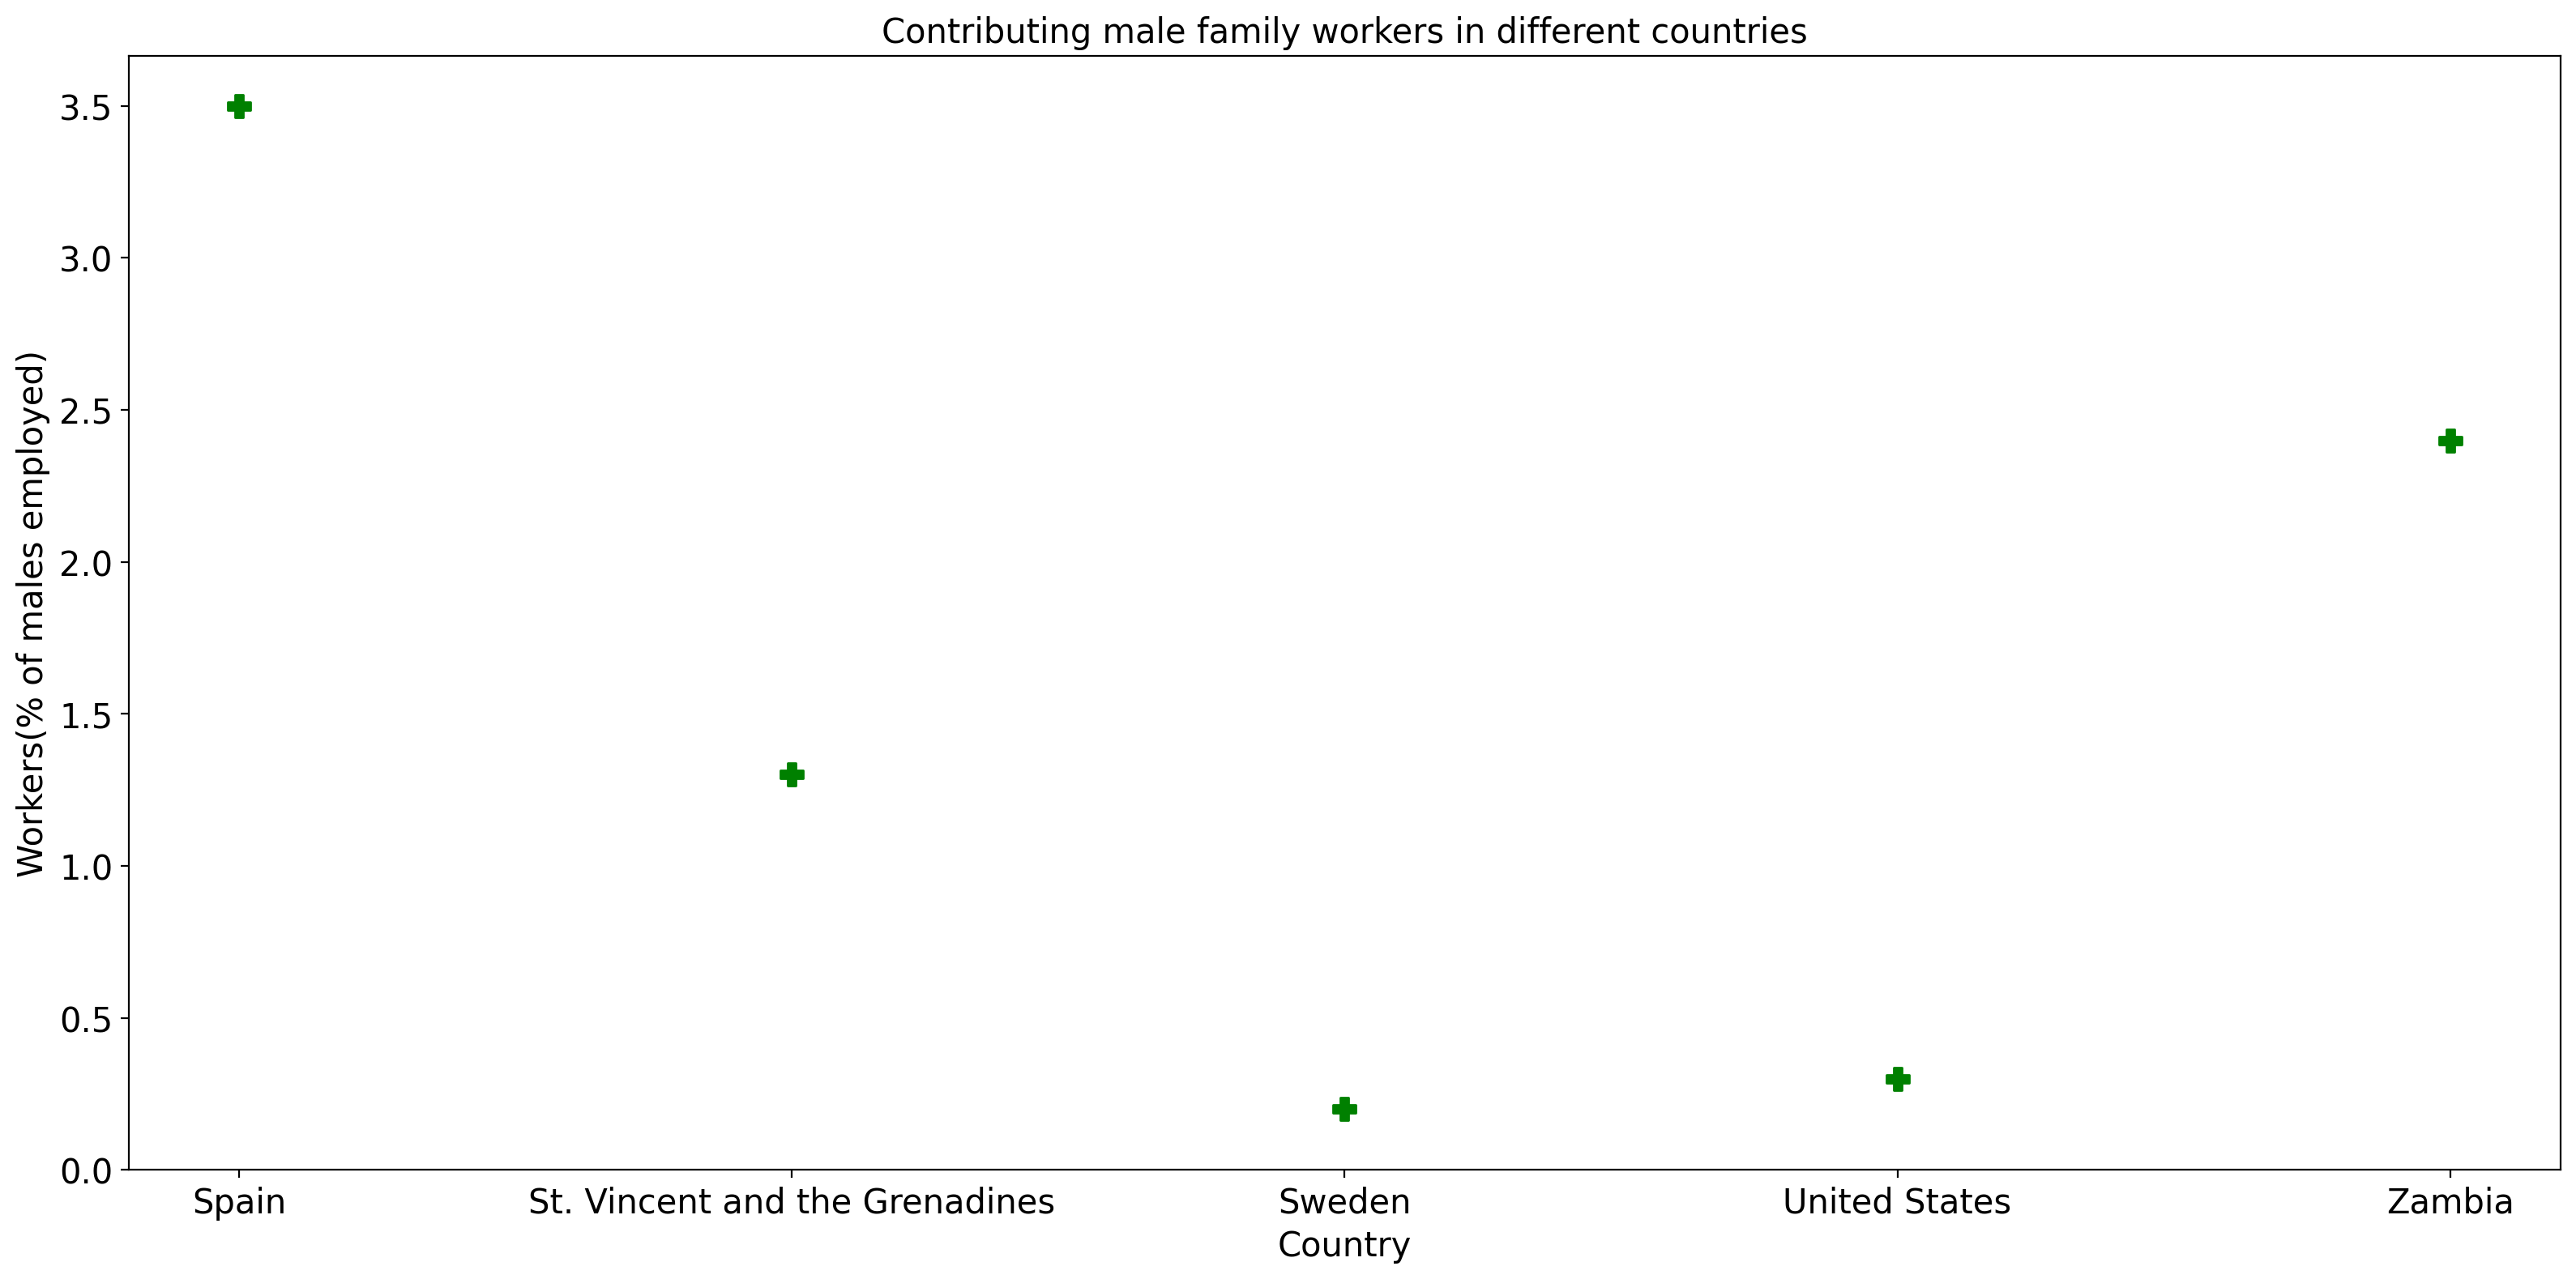 Contributing male family workers in different countries
Workers(% of males employed)
3.5
3.0
2.5
2.0
1.5
1.0
0.5
0.0
Spain
St. Vincent and the Grenadines
Sweden
United States
Zambia
Country